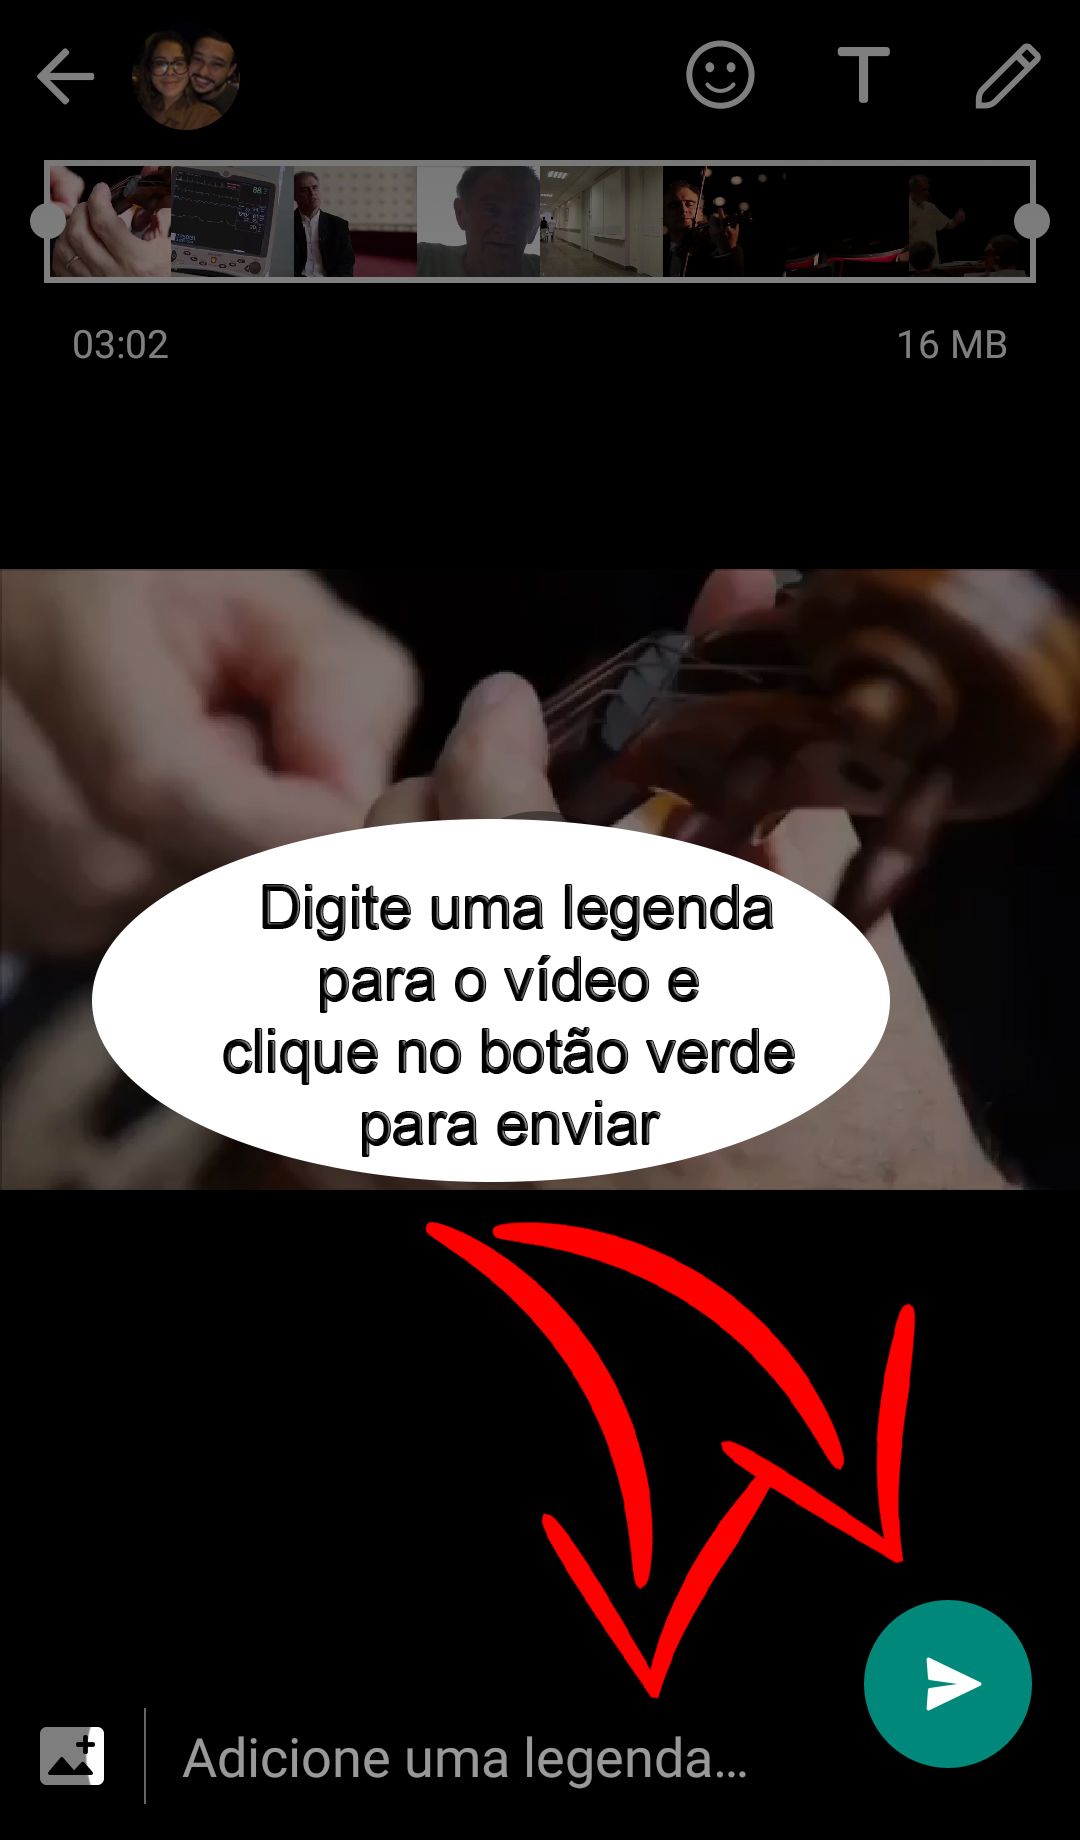 T
03:02
16 MB
Digite uma legenda
para o vídeo e
clique no botão verde
para enviar
Adicione uma legenda...